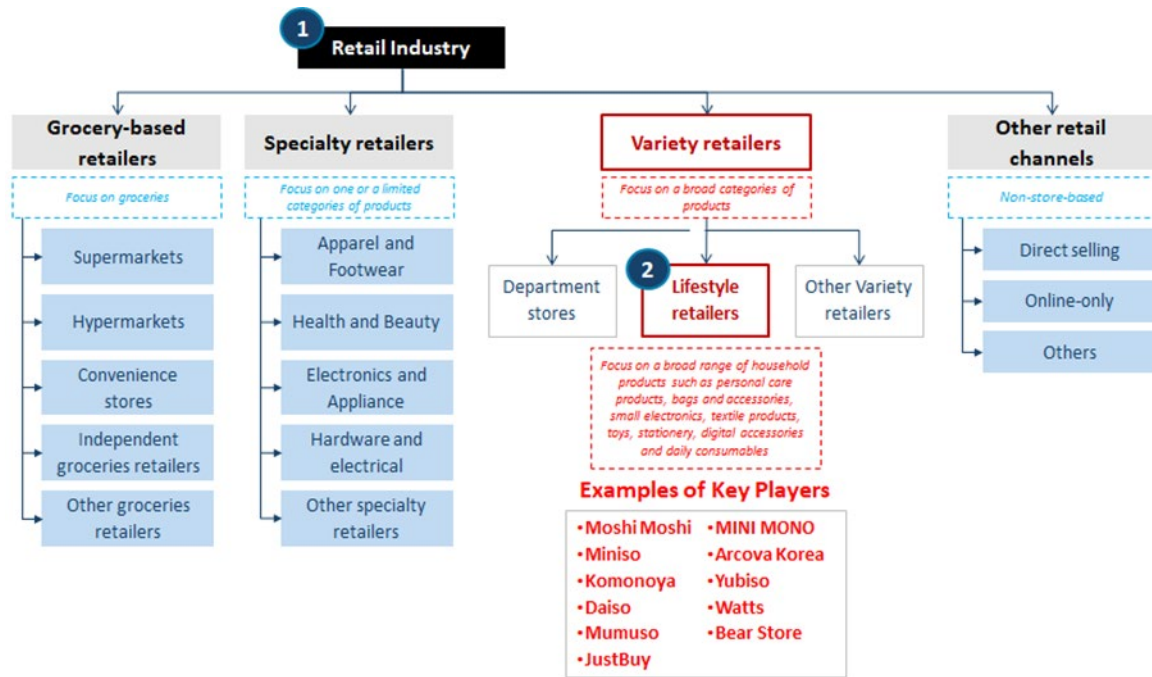 1
Retail Industry
Grocery-based
retailers
Focus on groceries
Supermarkets
Hypermarkets
Convenience
stores
Independent
groceries retailers
Other groceries
retailers
Specialty retailers
Focus on one or a limited
categories of products
Apparel and
Footwear
Health and Beauty
Electronics and
Appliance
Hardware and
electrical
Other specialty
retailers
Variety retailers
Focus on a broad categories of
products
Department
stores
2
Lifestyle
retailers
Other Variety
retailers
Focus on a broad range of household
products such as personal care
products, bags and accessories,
small electronics, textile products,
toys, stationery, digital accessories
and daily consumables
Examples of Key Players
•Moshi Moshi
•Miniso
•Komonoya
•Daiso
•Mumuso
•JustBuy
•MINI MONO
•Arcova Korea
•Yubiso
•Watts
•Bear Store
Other retail
channels
Non-store-based
Direct selling
Online-only
Others